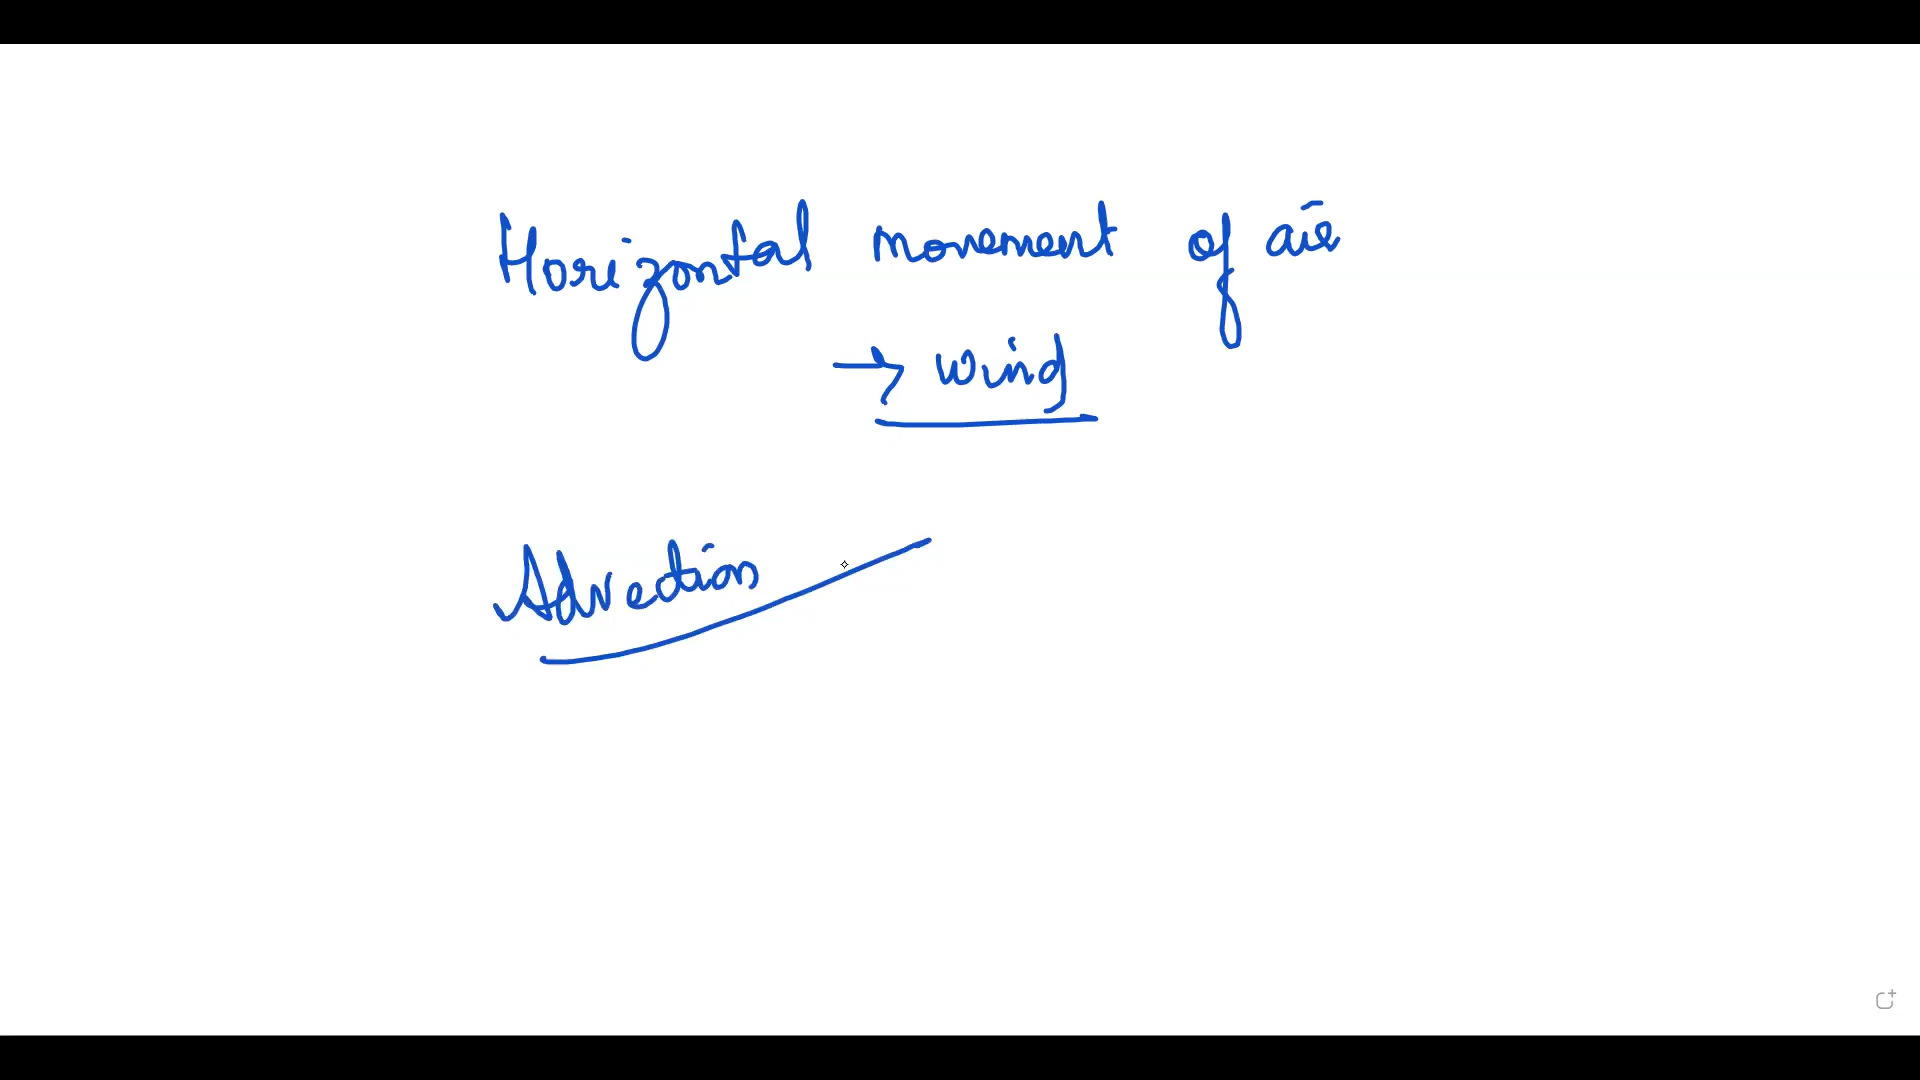 Horizontal movement of air
→ wind
Advection